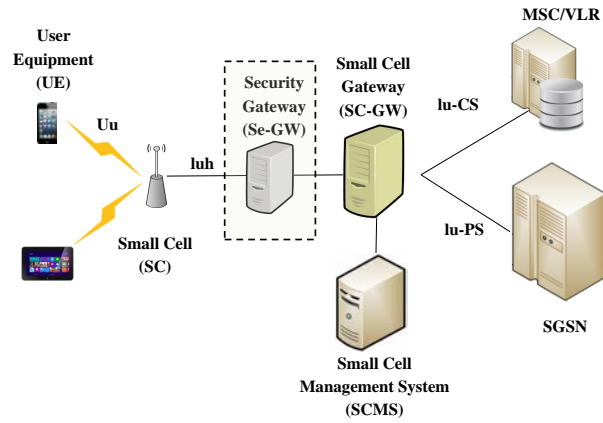 MSC/VLR
User
Equipment
(UE)
Small Cell
Gateway
(SC-GW)
Security
Gateway
(Se-GW)
lu-CS
Uu
luh
lu-PS
Small Cell
(SC)
SGSN
Small Cell
Management System
(SCMS)